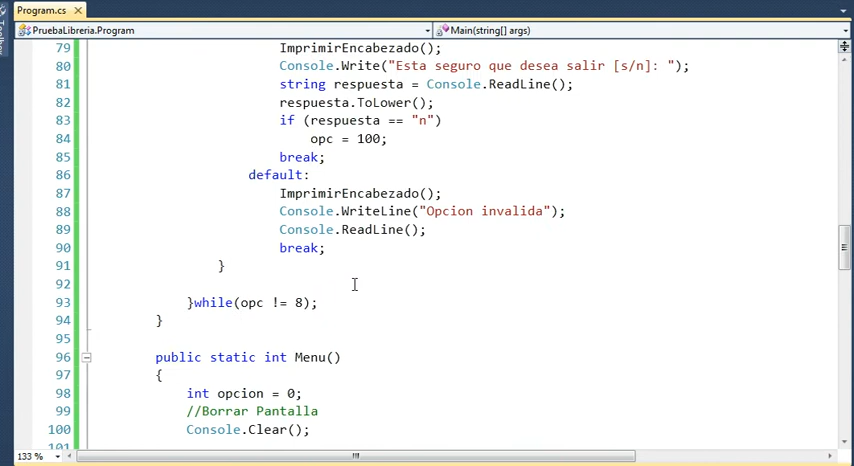 Program.cs
PruebaLibreria.Program
Main(string[] args)
79 ImprimirEncabezado();
80 Console.Write("Esta seguro que desea salir [s/n]: ");
81 string respuesta = Console.ReadLine();
82 respuesta.ToLower();
83 if (respuesta == "n")
84 opc = 100;
85 break;
86 default:
87 ImprimirEncabezado();
88 Console.WriteLine("Opcion invalida");
89 Console.ReadLine();
90 break;
91 }
92
93 }while(opc != 8);
94 }
95
96 public static int Menu()
97 {
98 int opcion = 0;
99 //Borrar Pantalla
100 Console.Clear();
101
133 %